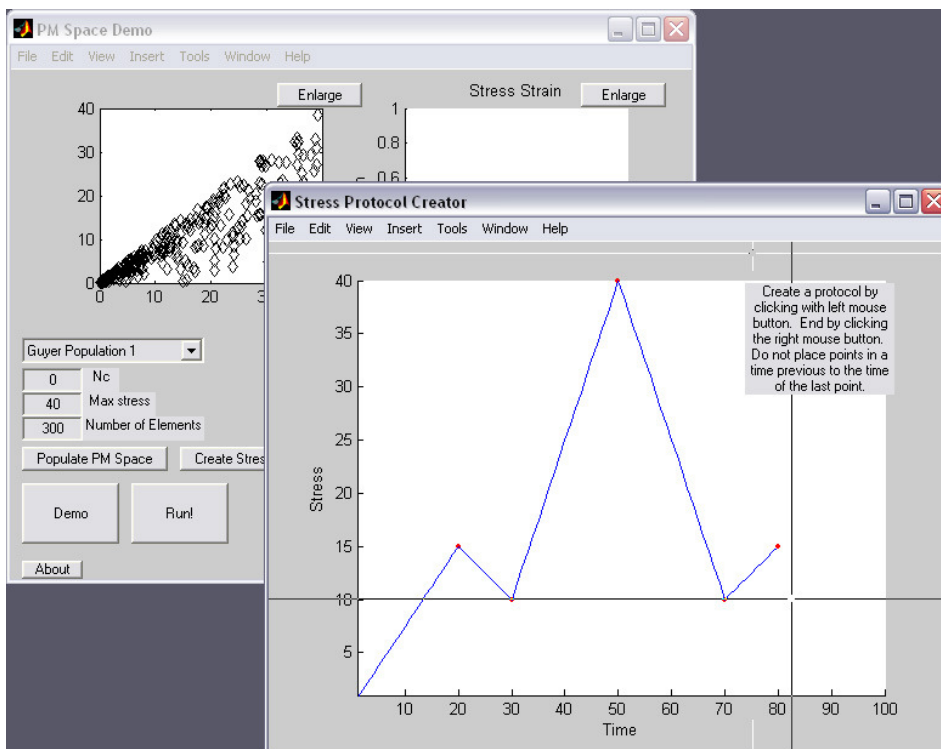 PM Space Demo
File Edit View Insert Tools Window Help
Enlarge
Stress Strain
Enlarge
40
30
20
10
0
0 10 20
1
0.8
0.6
Guyer Population 1
0 Nc
40 Max stress
300 Number of Elements
Populate PM Space
Demo
Run!
About
Stress Protocol Creator
File Edit View Insert Tools Window Help
Create a protocol by
clicking with left mouse
button. End by clicking
the right mouse button.
Do not place points in a
time previous to the time
of the last point.
Stress
40
35
30
25
20
15
10
5
10 20 30 40 50 60 70 80 90 100
Time